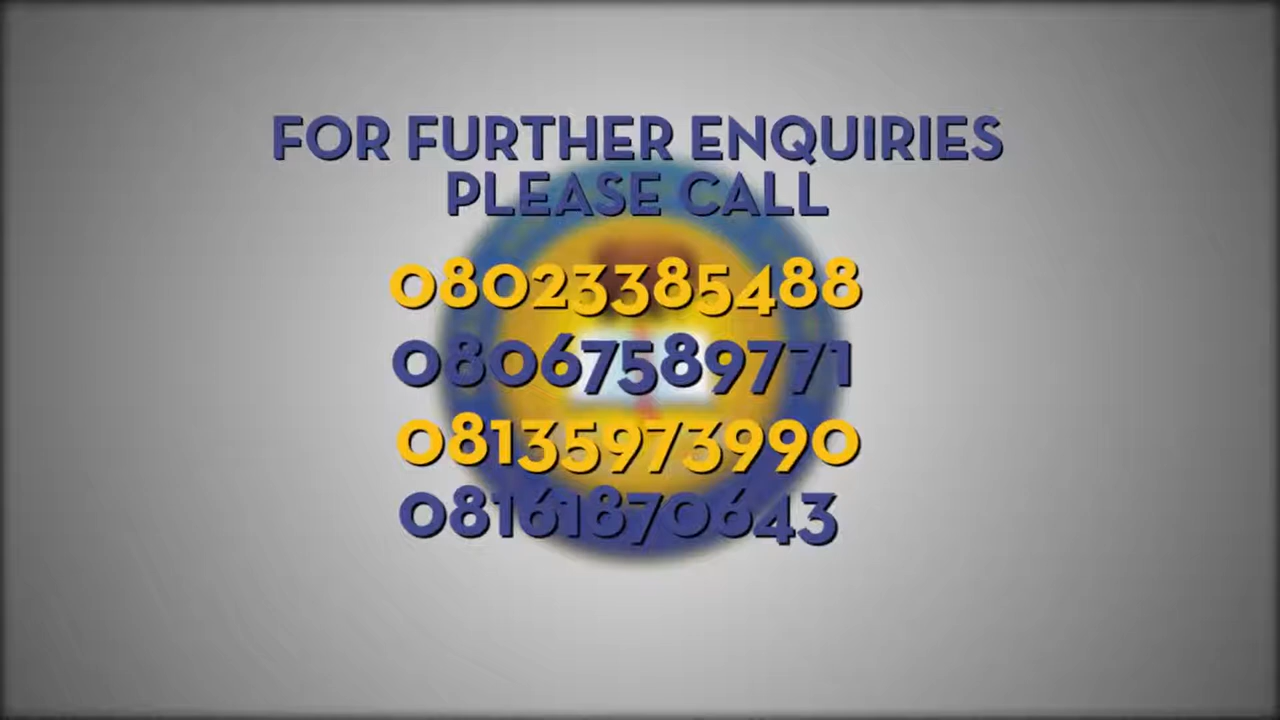 FOR FURTHER ENQUIRIES
PLEASE CALL
08023385488
08067589771
08135973990
08161870643